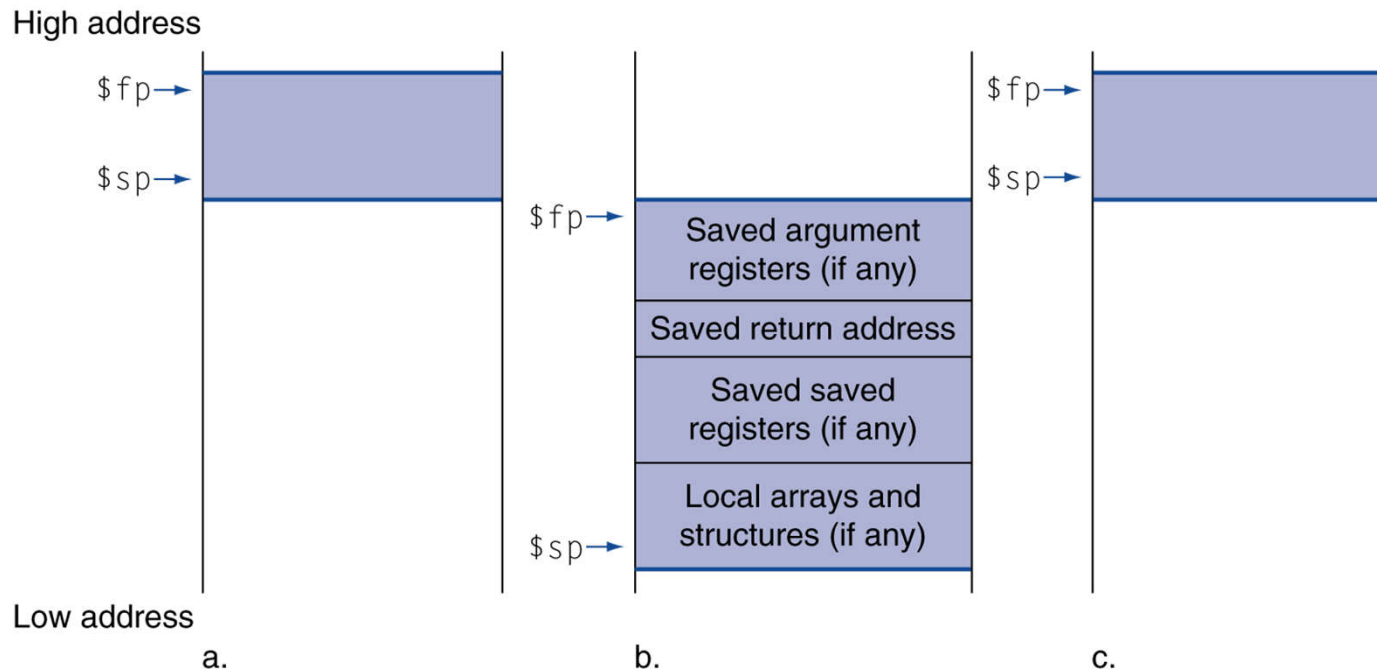 High address
$fp
$sp
$fp
Saved argument
registers (if any)
Saved return address
Saved saved
registers (if any)
Local arrays and
structures (if any)
$sp
$fp
$sp
Low address
a.
b.
c.